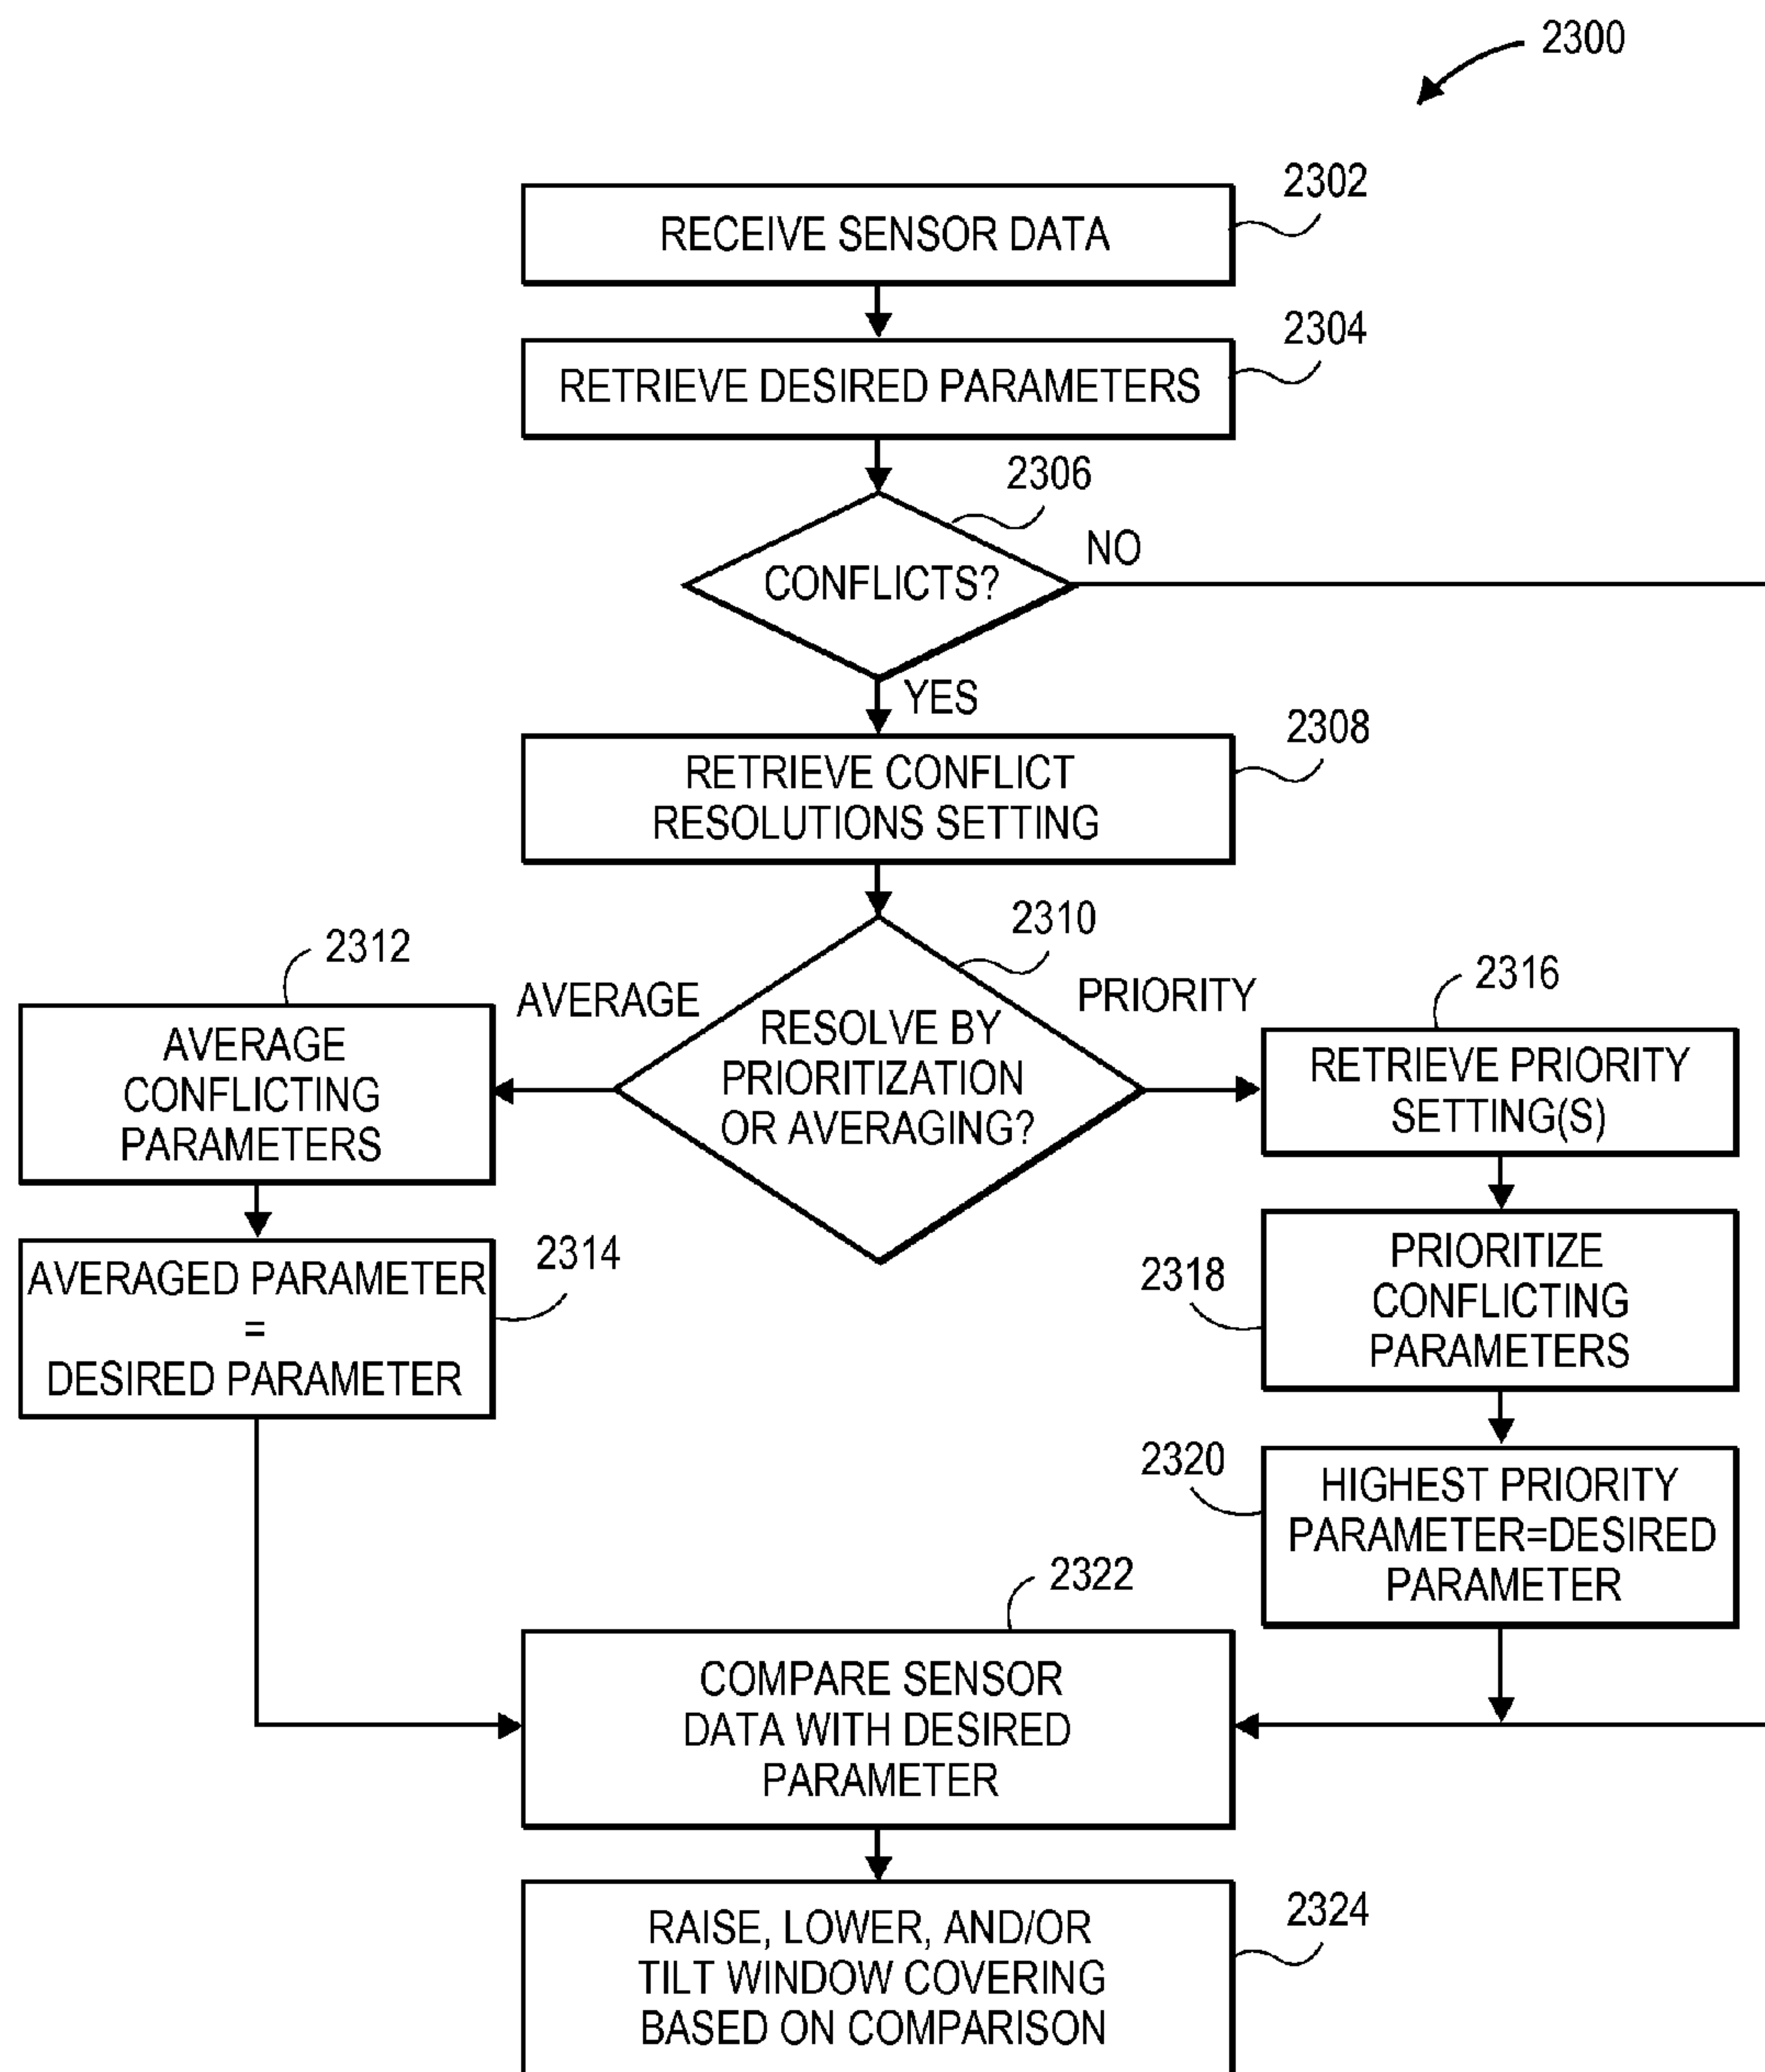 2300
2302
RECEIVE SENSOR DATA
2304
RETRIEVE DESIRED PARAMETERS
2306
NO
CONFLICTS?
YES
2308
RETRIEVE CONFLICT
RESOLUTIONS SETTING
2310
2312
AVERAGE
PRIORITY
2316
AVERAGE
CONFLICTING
PARAMETERS
RESOLVE BY
PRIORITIZATION
OR AVERAGING?
RETRIEVE PRIORITY
SETTING(S)
2314
AVERAGED PARAMETER
=
DESIRED PARAMETER
2318
PRIORITIZE
CONFLICTING
PARAMETERS
2320
HIGHEST PRIORITY
PARAMETER=DESIRED
PARAMETER
2322
COMPARE SENSOR
DATA WITH DESIRED
PARAMETER
2324
RAISE, LOWER, AND/OR
TILT WINDOW COVERING
BASED ON COMPARISON